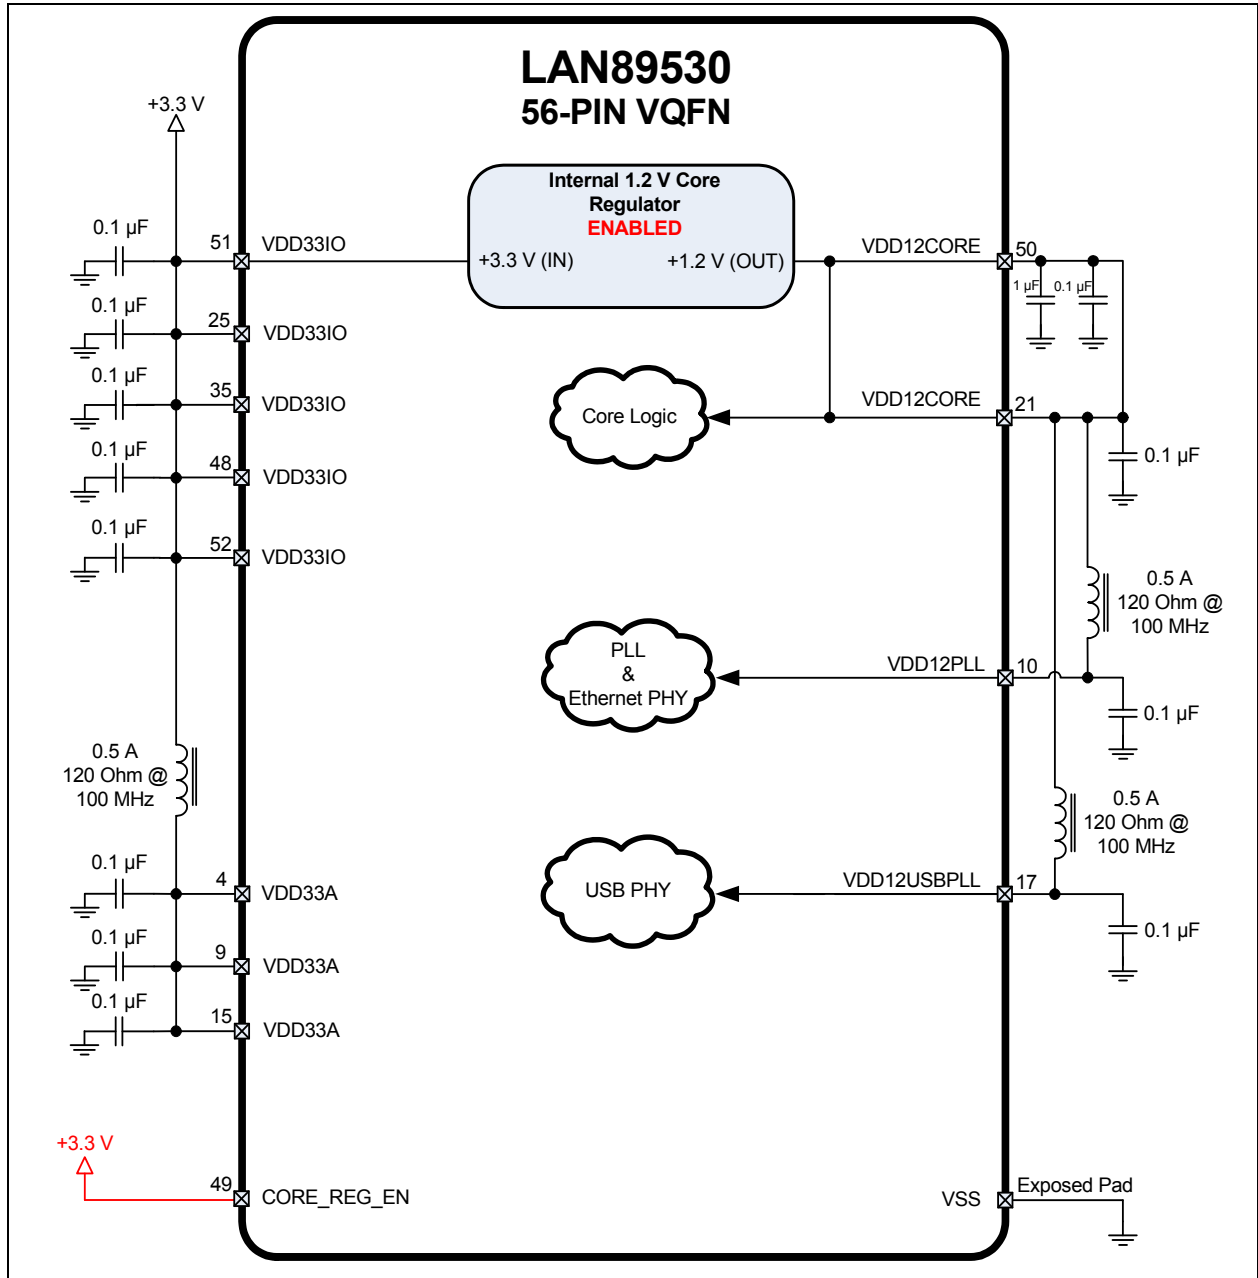 LAN89530
56-PIN VQFN
+3.3 V
Internal 1.2 V Core
Regulator
ENABLED
+3.3 V (IN)
+1.2 V (OUT)
0.1 µF
51
VDD33IO
0.1 µF
25
VDD33IO
0.1 µF
35
VDD33IO
0.1 µF
48
VDD33IO
0.1 µF
52
VDD33IO
0.5 A
120 Ohm @
100 MHz
0.1 µF
4
VDD33A
0.1 µF
9
VDD33A
0.1 µF
15
VDD33A
+3.3 V
49
CORE_REG_EN
VDD12CORE
50
1 µF
0.1 µF
Core Logic
VDD12CORE
21
0.1 µF
0.5 A
120 Ohm @
100 MHz
PLL
&
Ethernet PHY
VDD12PLL
10
0.1 µF
0.5 A
120 Ohm @
100 MHz
USB PHY
VDD12USBPLL
17
0.1 µF
VSS
Exposed Pad